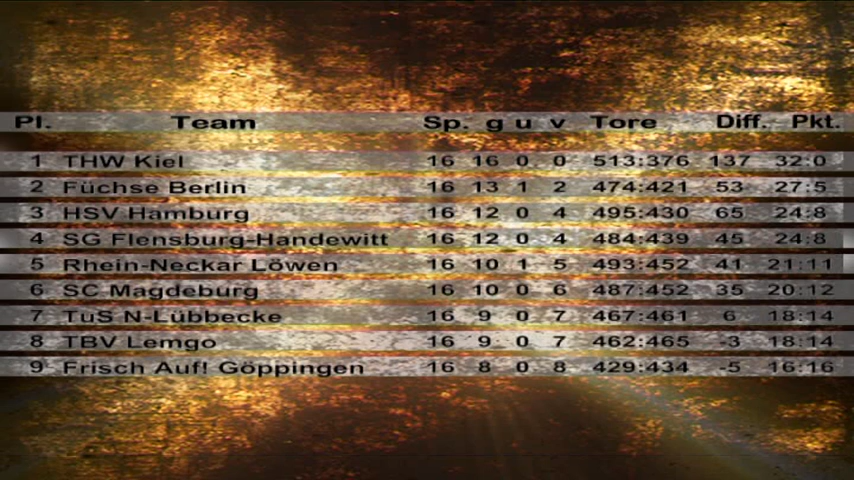 Pl. Team Sp. g u v Tore Diff. Pkt.
1 THW Kiel 16 16 0 0 513:376 137 32:0
2 Füchse Berlin 16 13 1 2 474:421 53 27:5
3 HSV Hamburg 16 12 0 4 495:430 65 24:8
4 SG Flensburg-Handewitt 16 12 0 4 484:439 45 24:8
5 Rhein-Neckar Löwen 16 10 1 5 493:452 41 21:11
6 SC Magdeburg 16 10 0 6 487:452 35 20:12
7 TuS N-Lübbecke 16 9 0 7 467:461 6 18:14
8 TBV Lemgo 16 9 0 7 462:465 -3 18:14
9 Frisch Auf! Göppingen 16 8 0 8 429:434 -5 16:16